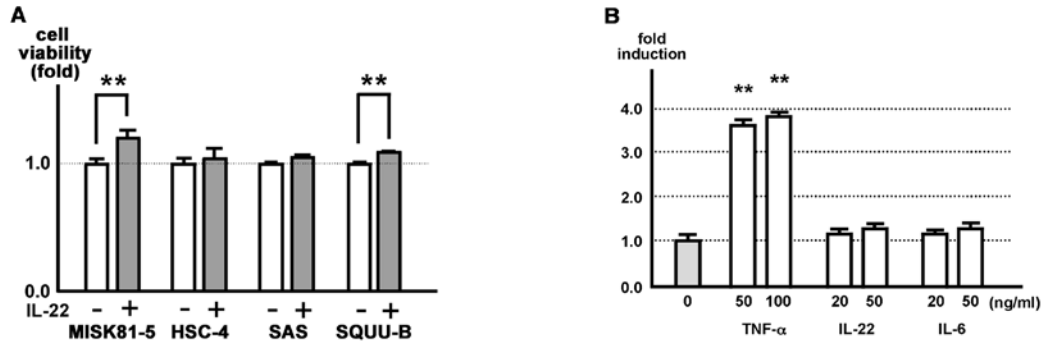 A
cell
viability
(fold)
** **
1.0
0.0
IL-22 – + – + – + – +
MISK81-5 HSC-4 SAS SQUU-B
B
fold
induction
** **
4.0
3.0
2.0
1.0
0.0
0 50 100 20 50 20 50 (ng/ml)
TNF-α IL-22 IL-6